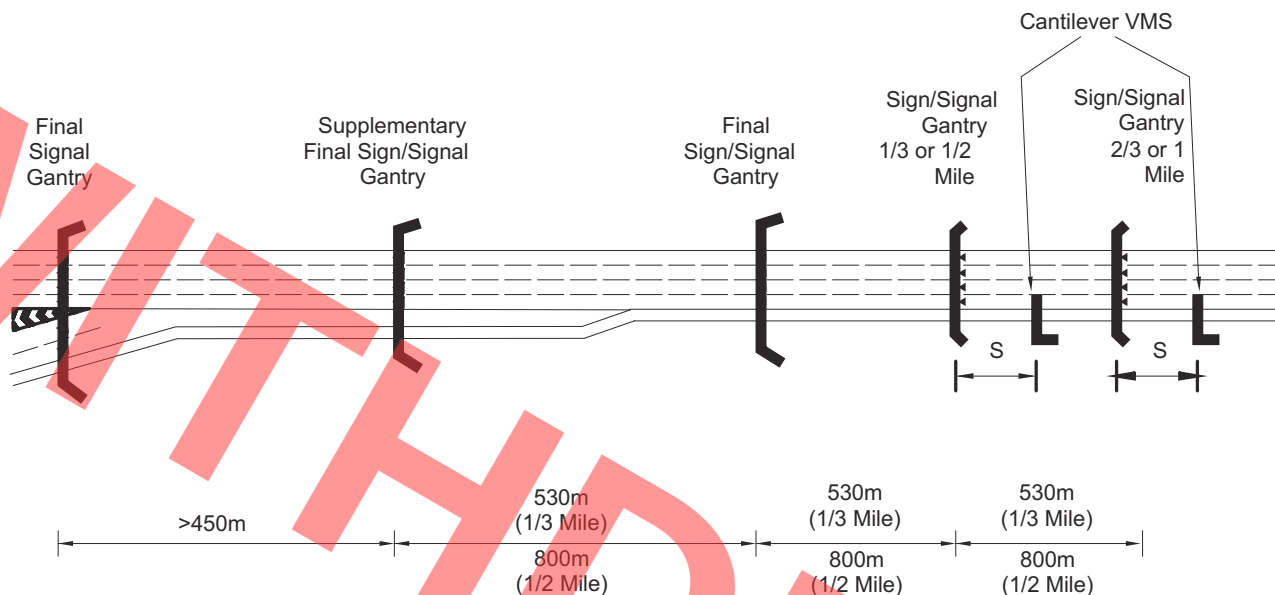 Cantilever VMS
Final
Signal
Gantry
Supplementary
Final Sign/Signal
Gantry
Final
Sign/Signal
Gantry
Sign/Signal
Gantry
1/3 or 1/2
Mile
Sign/Signal
Gantry
2/3 or 1
Mile
S
S
>450m
530m
(1/3 Mile)
800m
(1/2 Mile)
530m
(1/3 Mile)
800m
(1/2 Mile)
530m
(1/3 Mile)
800m
(1/2 Mile)